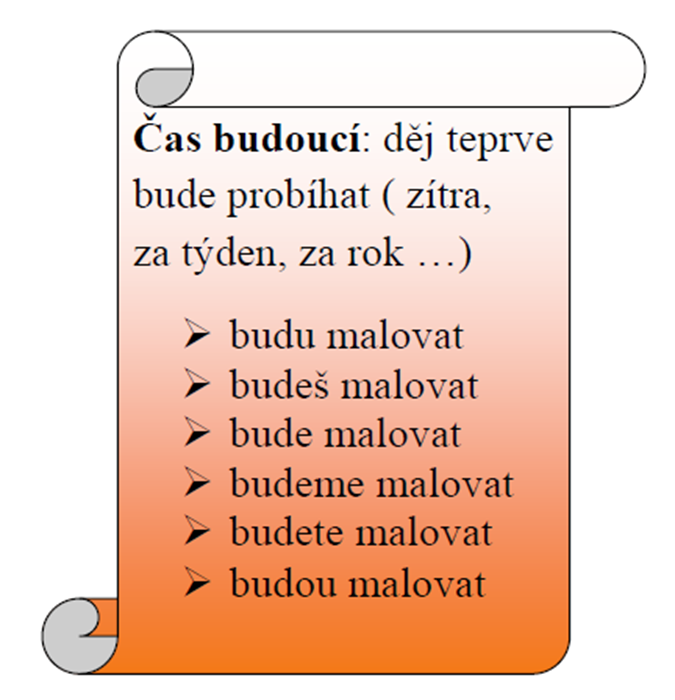 Čas budoucí: děj teprve
bude probíhat ( zítra,
za týden, za rok …)
➢ budu malovat
➢ budeš malovat
➢ bude malovat
➢ budeme malovat
➢ budete malovat
➢ budou malovat